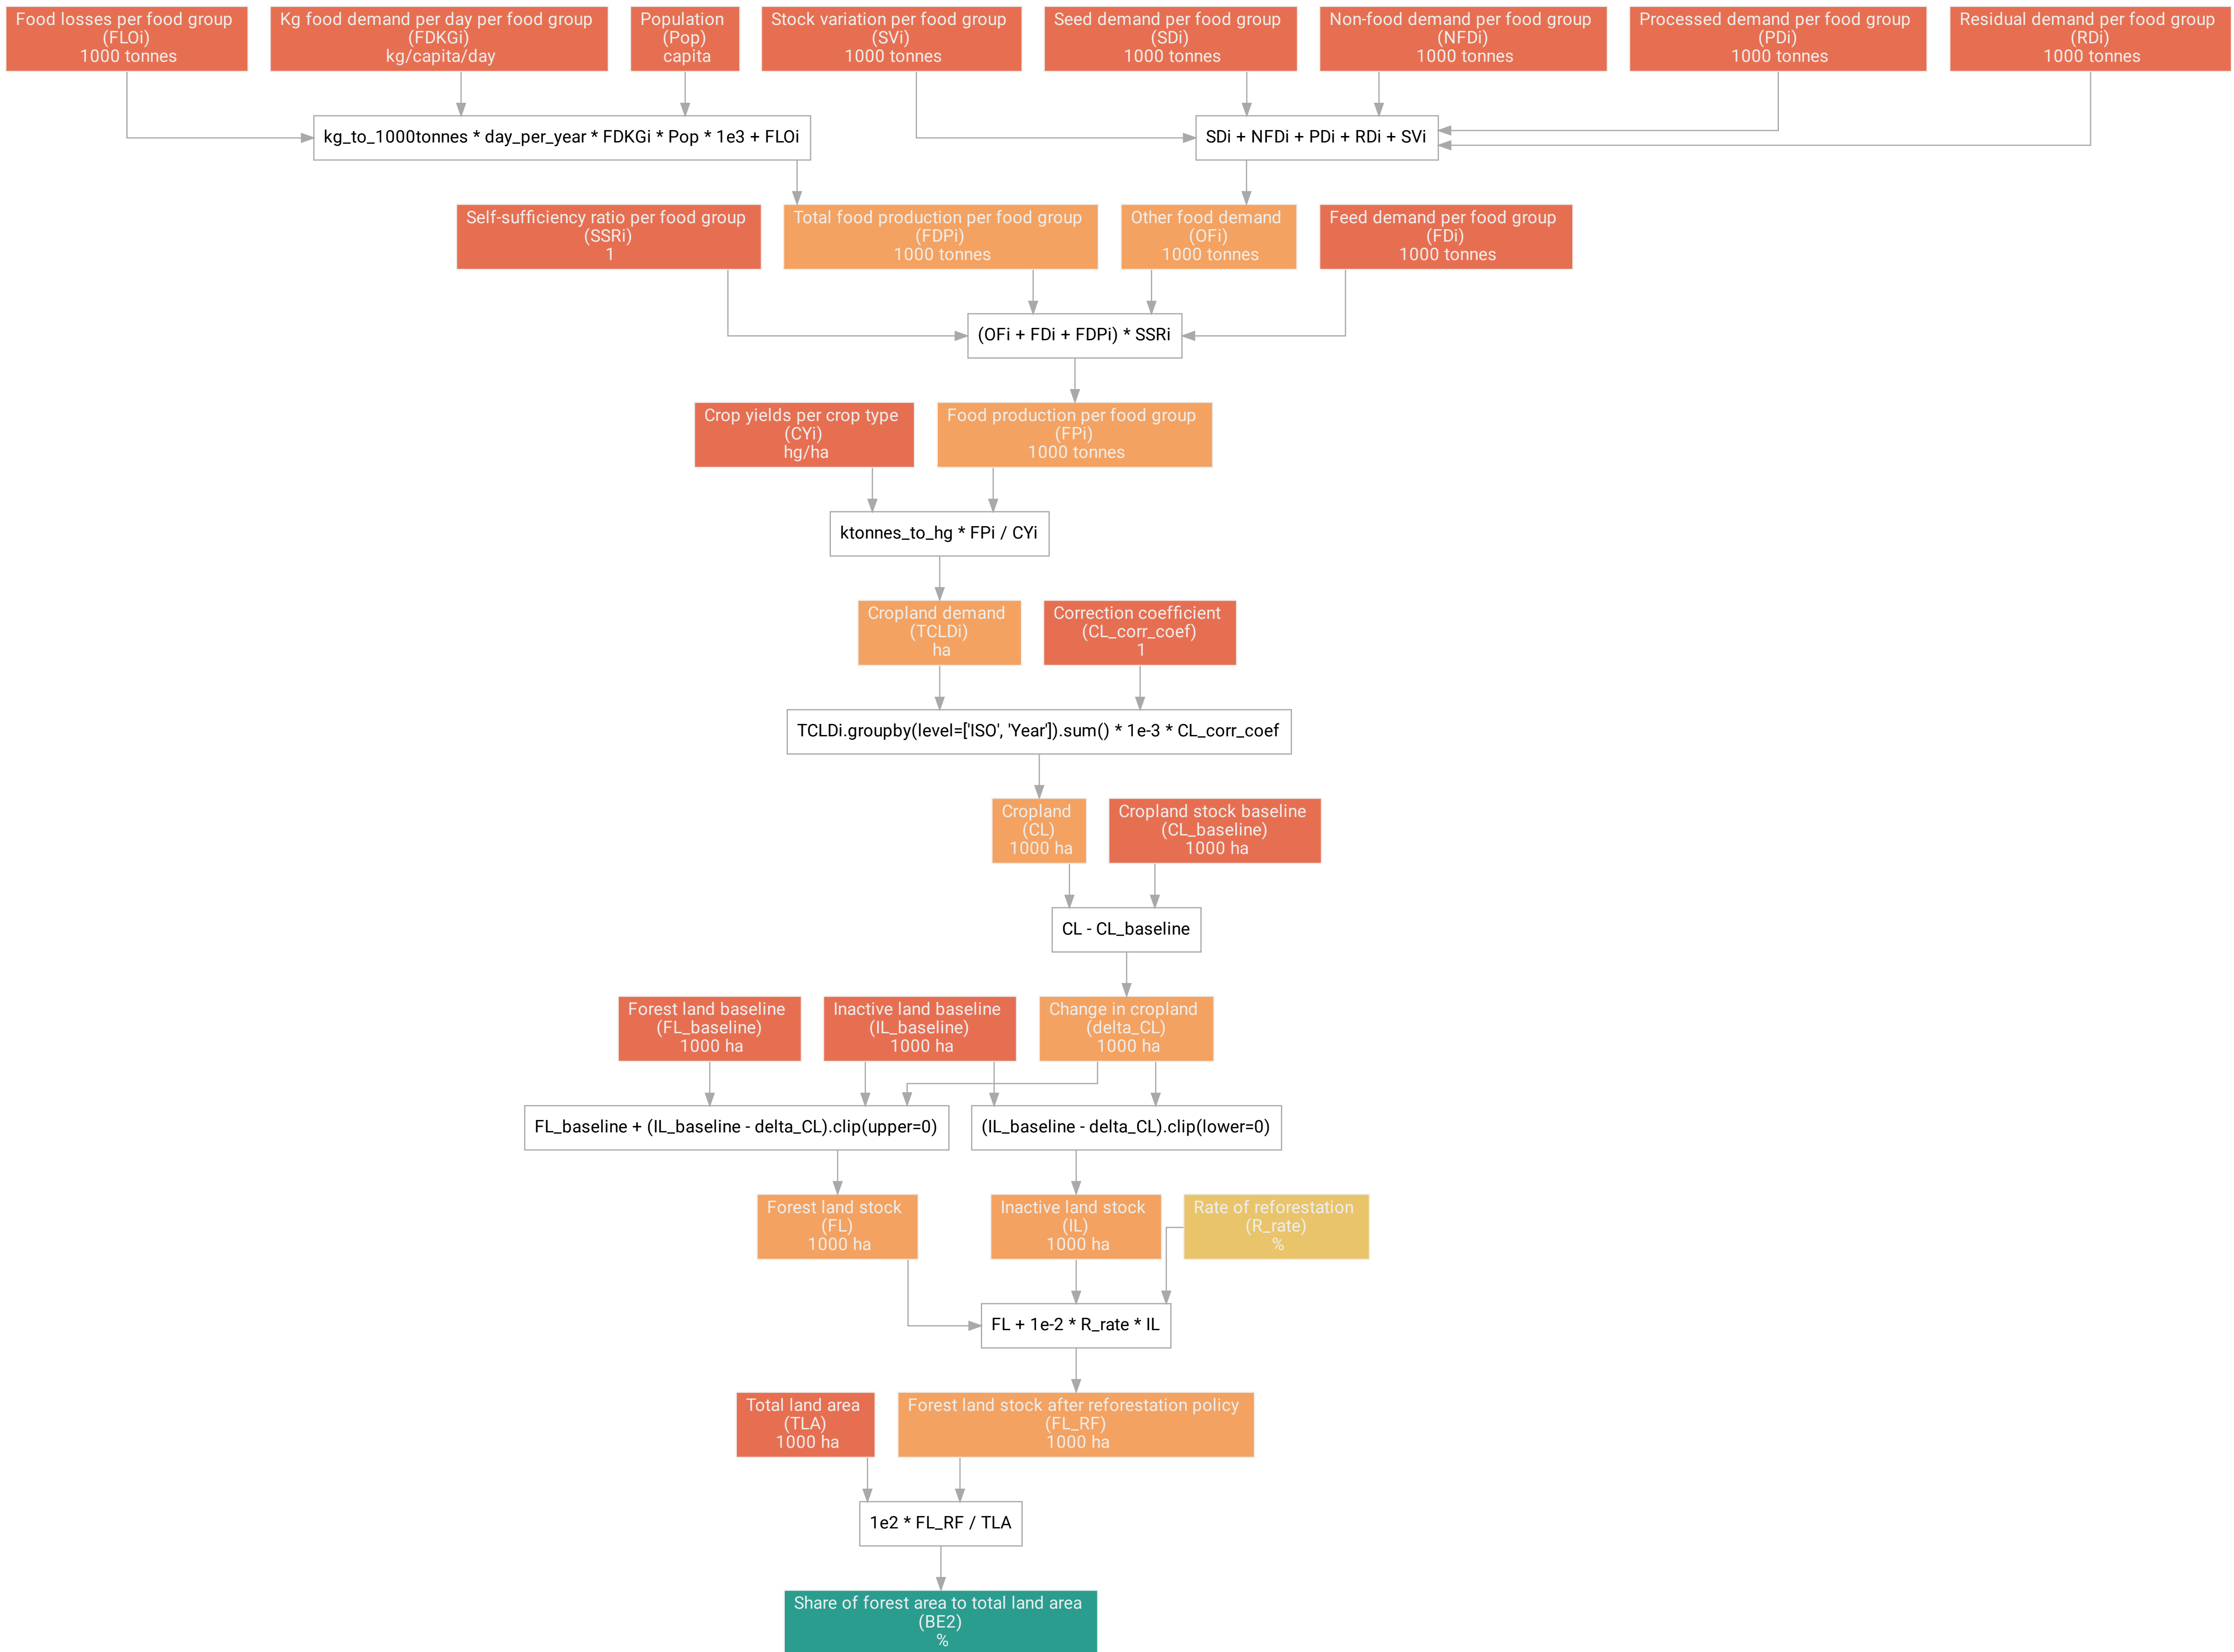 Food losses per food group
(FLOi)
1000 tonnes
Kg food demand per day per food group
(FDKGi)
kg/capita/day
Population
(Pop)
capita
Stock variation per food group
(SVi)
1000 tonnes
Seed demand per food group
(SDi)
1000 tonnes
Non-food demand per food group
(NFDi)
1000 tonnes
Processed demand per food group
(PDi)
1000 tonnes
Residual demand per food group
(RDi)
1000 tonnes
kg_to_1000tonnes * day_per_year * FDKGi * Pop * 1e3 + FLOi
SDi + NFDi + PDi + RDi + SVi
Self-sufficiency ratio per food group
(SSRi)
1
Total food production per food group
(FDPi)
1000 tonnes
Other food demand
(OFi)
1000 tonnes
Feed demand per food group
(FDi)
1000 tonnes
(OFi + FDi + FDPi) * SSRi
Crop yields per crop type
(CYi)
hg/ha
Food production per food group
(FPi)
1000 tonnes
ktonnes_to_hg * FPi / CYi
Cropland demand
(TCLDi)
ha
Correction coefficient
(CL_corr_coef)
1
TCLDi.groupby(level=['ISO', 'Year']).sum() * 1e-3 * CL_corr_coef
Cropland
(CL)
1000 ha
Cropland stock baseline
(CL_baseline)
1000 ha
CL - CL_baseline
Forest land baseline
(FL_baseline)
1000 ha
Inactive land baseline
(IL_baseline)
1000 ha
Change in cropland
(delta_CL)
1000 ha
FL_baseline + (IL_baseline - delta_CL).clip(upper=0)
(IL_baseline - delta_CL).clip(lower=0)
Forest land stock
(FL)
1000 ha
Inactive land stock
(IL)
1000 ha
Rate of reforestation
(R_rate)
%
FL + 1e-2 * R_rate * IL
Total land area
(TLA)
1000 ha
Forest land stock after reforestation policy
(FL_RF)
1000 ha
1e2 * FL_RF / TLA
Share of forest area to total land area
(BE2)
%